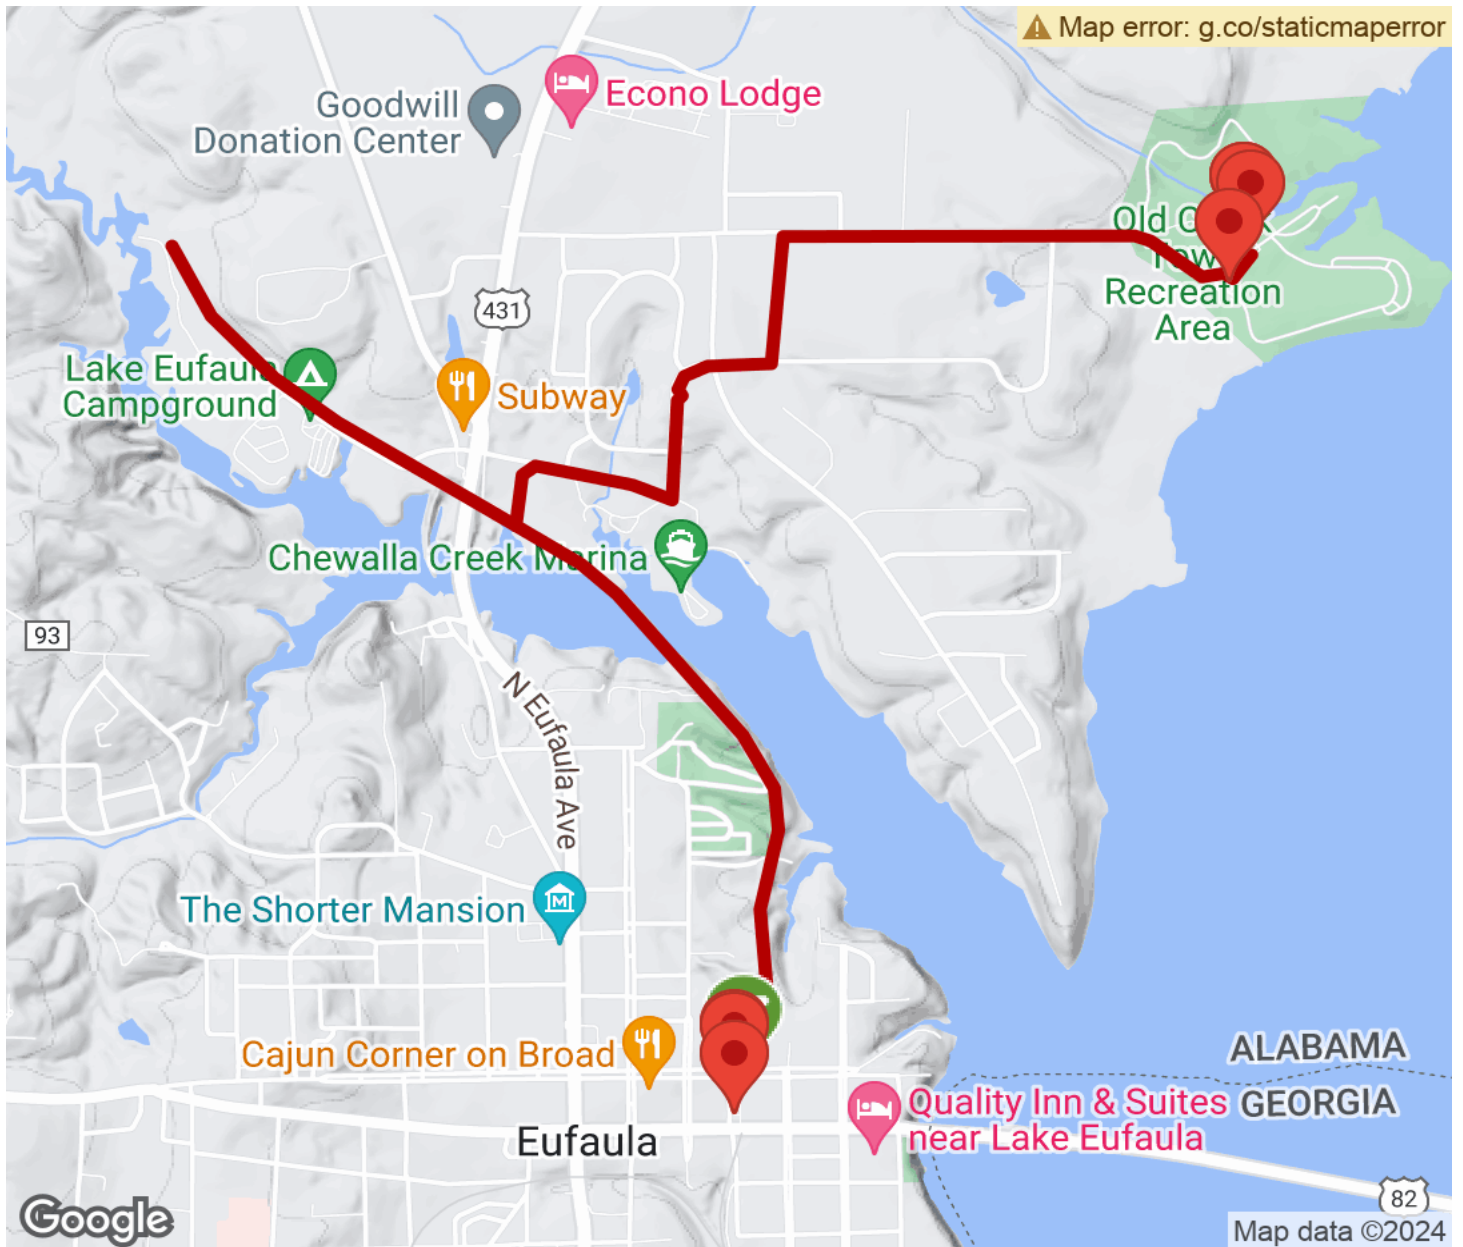 Map error: g.co/staticmaperror
Goodwill
Donation Center
Econo Lodge
431
Recreation
Area
Lake Eufaula
Campground
Subway
Chewalla Creek Marina
93
N Eufaula Ave
The Shorter Mansion
Cajun Corner on Broad
ALABAMA
GEORGIA
Quality Inn & Suites
near Lake Eufaula
Eufaula
82
Google
Map data ©2024